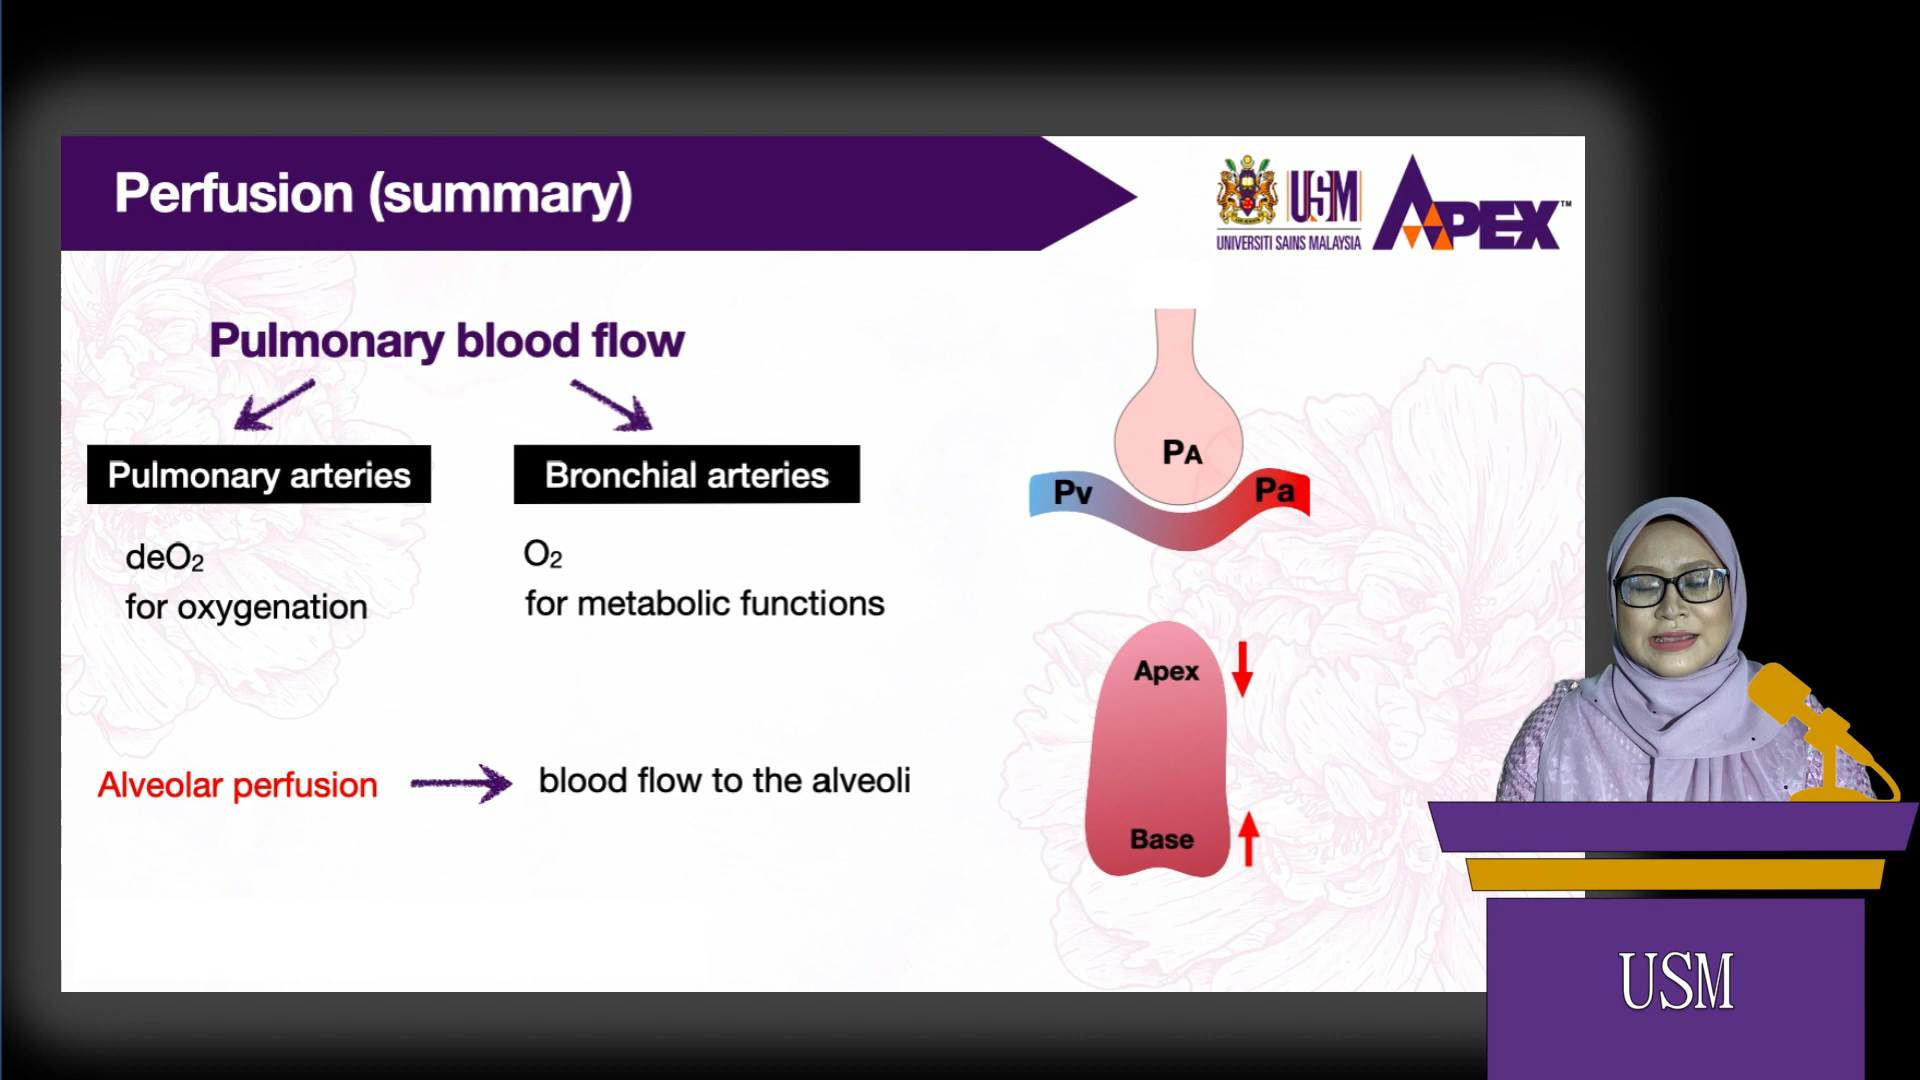 Perfusion (summary)
USM
UNIVERSITI SAINS MALAYSIA
APEX™
Pulmonary blood flow
Pulmonary arteries
Bronchial arteries
deO₂
for oxygenation
O₂
for metabolic functions
Alveolar perfusion
blood flow to the alveoli
PA
Pv
Pa
Apex
Base
USM